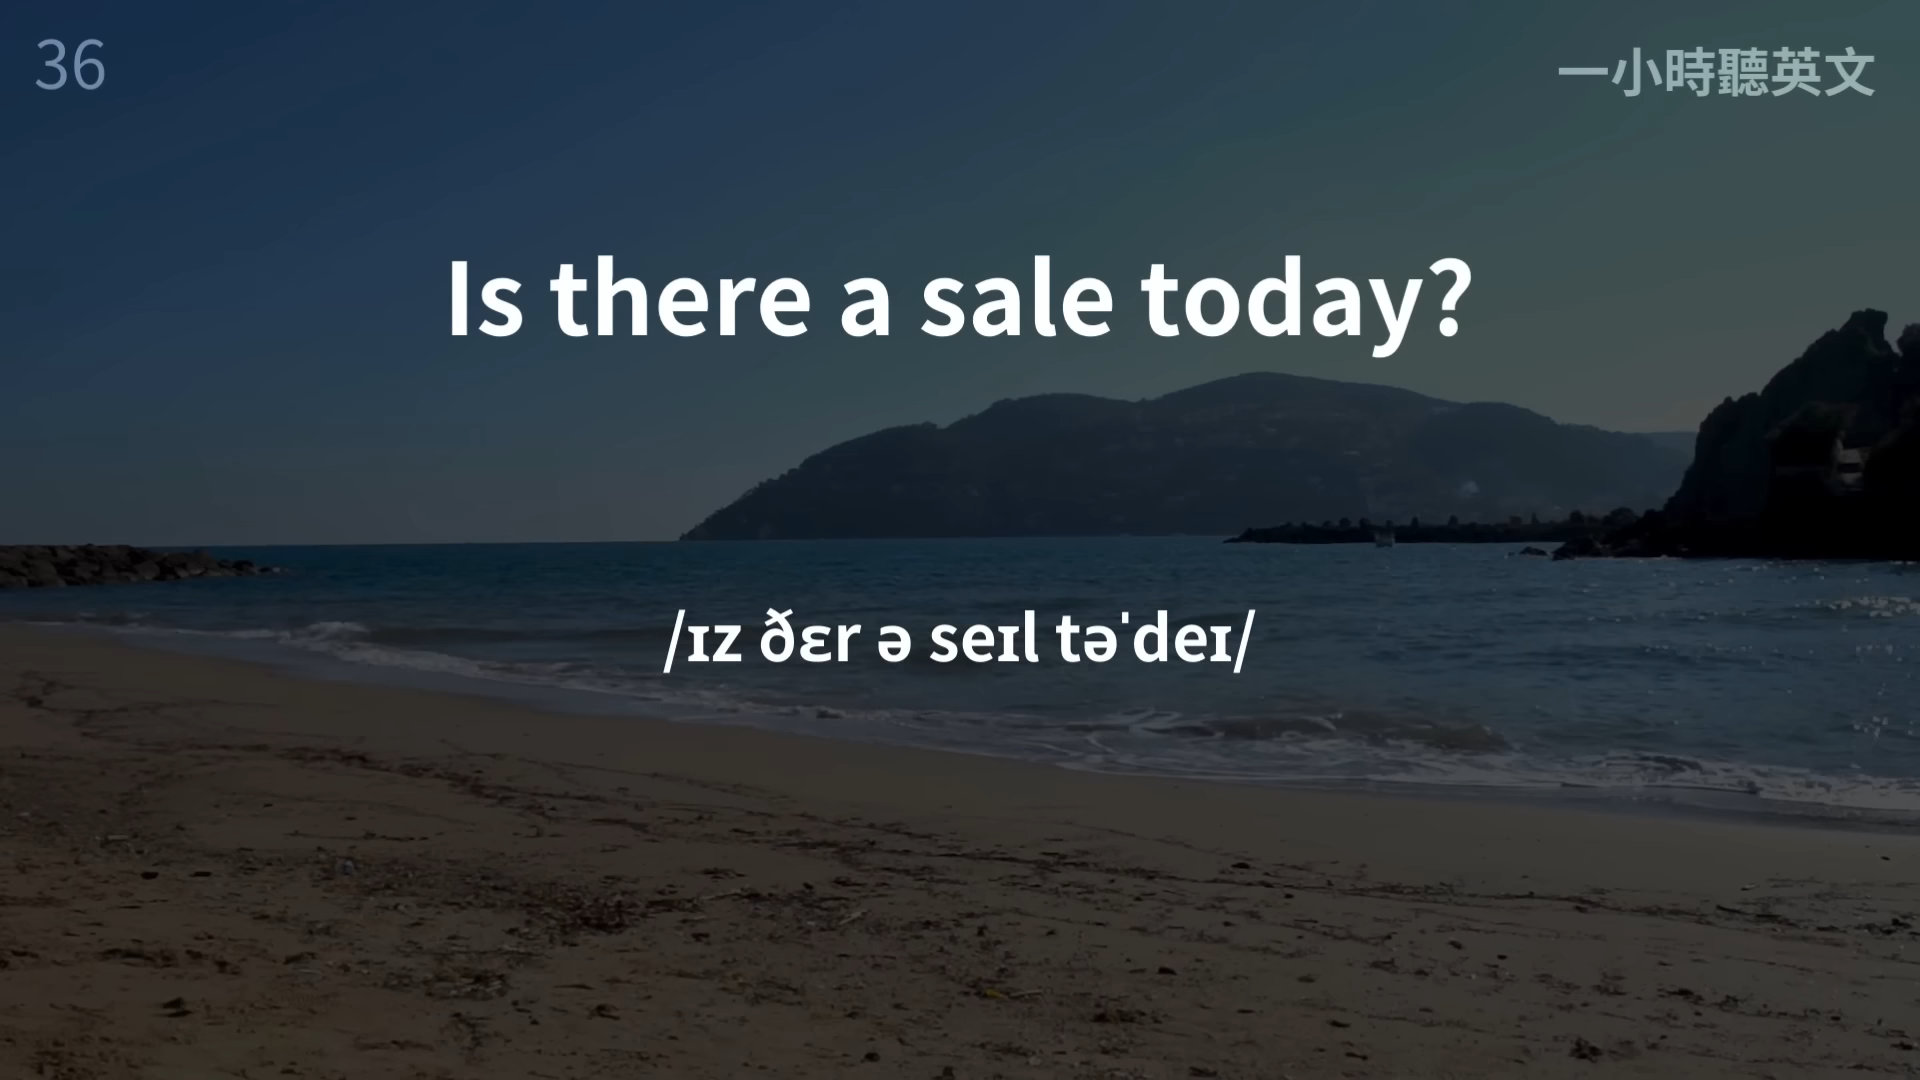 36
一小時聽英文
Is there a sale today?
/ɪz ðɛr ə seɪl təˈdeɪ/